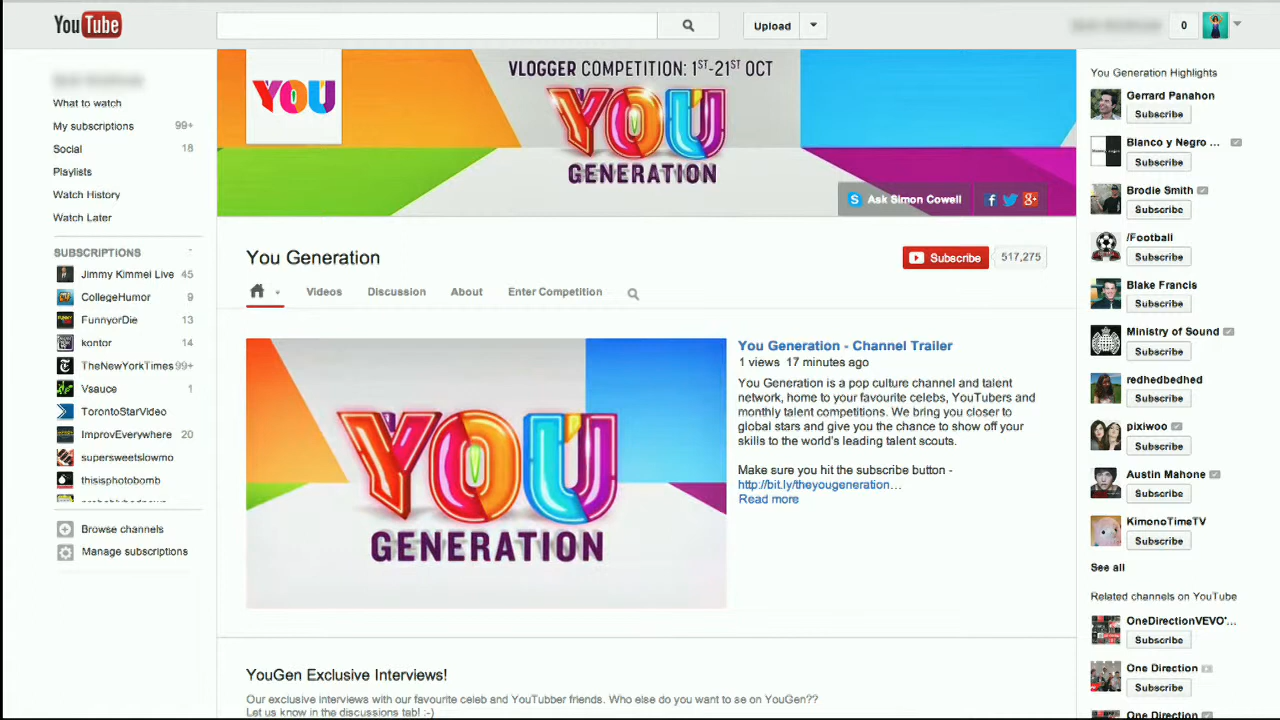 YouTube
Upload
0
What to watch
My subscriptions 99+
Social 18
Playlists
Watch History
Watch Later
SUBSCRIPTIONS
Jimmy Kimmel Live 45
CollegeHumor 9
FunnyorDie 13
kontor 14
TheNewYorkTimes 99+
Vsauce 1
TorontoStarVideo
ImprovEverywhere 20
supersweetslowmo
thisisphotobomb
Browse channels
Manage subscriptions
YOU
VLOGGER COMPETITION: 1ST-21ST OCT
YOU
GENERATION
Ask Simon Cowell
You Generation
Subscribe 517,275
Videos Discussion About Enter Competition
YOU
GENERATION
You Generation - Channel Trailer
1 views 17 minutes ago
You Generation is a pop culture channel and talent
network, home to your favourite celebs, YouTubers and
monthly talent competitions. We bring you closer to
global stars and give you the chance to show off your
skills to the world's leading talent scouts.
Make sure you hit the subscribe button -
http://bit.ly/theyougeneration...
Read more
YouGen Exclusive Interviews!
Our exclusive interviews with our favourite celeb and YouTubber friends. Who else do you want to se on YouGen??
Let us know in the discussions tab! :-)
You Generation Highlights
Gerrard Panahon
Subscribe
Blanco y Negro ...
Subscribe
Brodie Smith
Subscribe
/Football
Subscribe
Blake Francis
Subscribe
Ministry of Sound
Subscribe
redhedbedhed
Subscribe
pixiwoo
Subscribe
Austin Mahone
Subscribe
KimonoTimeTV
Subscribe
See all
Related channels on YouTube
OneDirectionVEVO'...
Subscribe
One Direction
Subscribe
One Direction